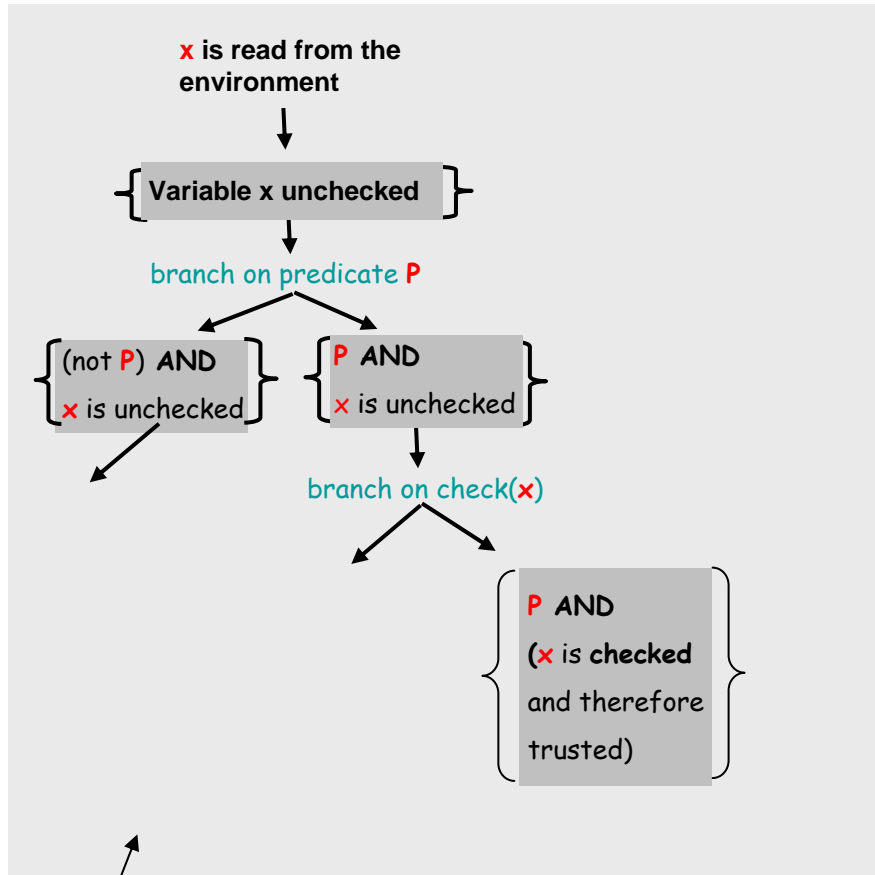 x is read from the
environment
Variable x unchecked
branch on predicate P
(not P) AND
x is unchecked
P AND
x is unchecked
branch on check(x)
P AND
(x is checked
and therefore
trusted)